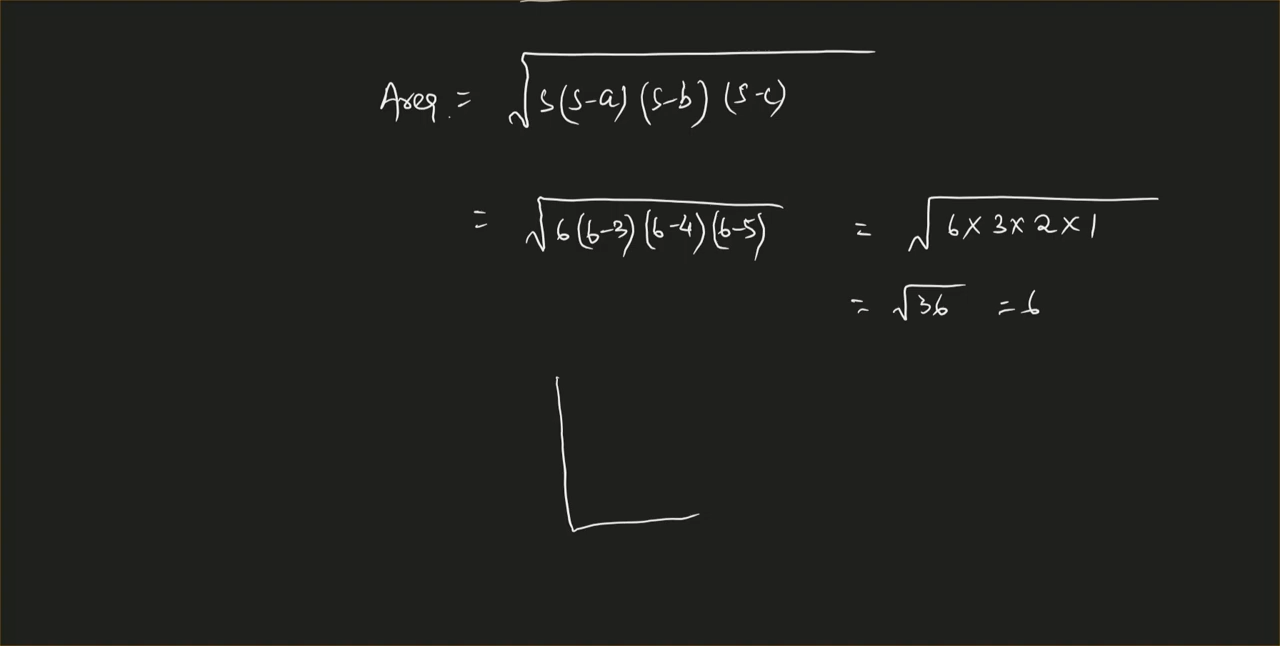 Area = √s(s-a)(s-b)(s-c)
= √6(6-3)(6-4)(6-5) = √6×3×2×1
= √36 = 6